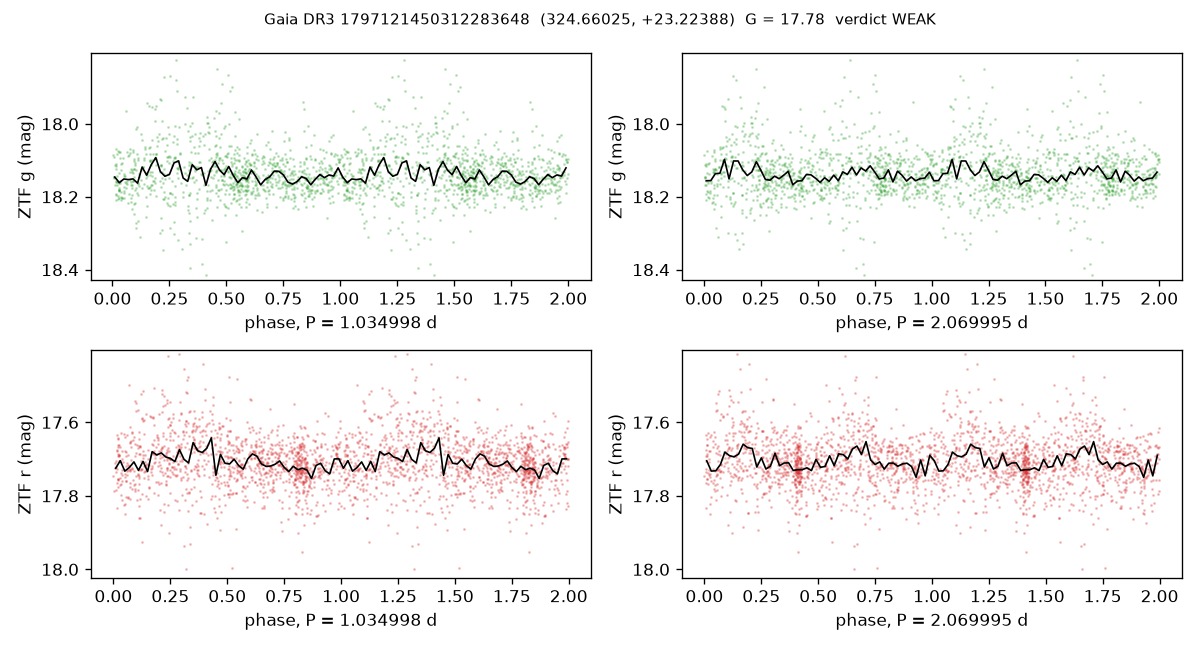 Gaia DR3 1797121450312283648 (324.66025, +23.22388) G = 17.78 verdict WEAK
ZTF g (mag)
18.0
18.2
18.4
0.00 0.25 0.50 0.75 1.00 1.25 1.50 1.75 2.00
phase, P = 1.034998 d
ZTF g (mag)
18.0
18.2
18.4
0.00 0.25 0.50 0.75 1.00 1.25 1.50 1.75 2.00
phase, P = 2.069995 d
ZTF r (mag)
17.6
17.8
18.0
0.00 0.25 0.50 0.75 1.00 1.25 1.50 1.75 2.00
phase, P = 1.034998 d
ZTF r (mag)
17.6
17.8
18.0
0.00 0.25 0.50 0.75 1.00 1.25 1.50 1.75 2.00
phase, P = 2.069995 d